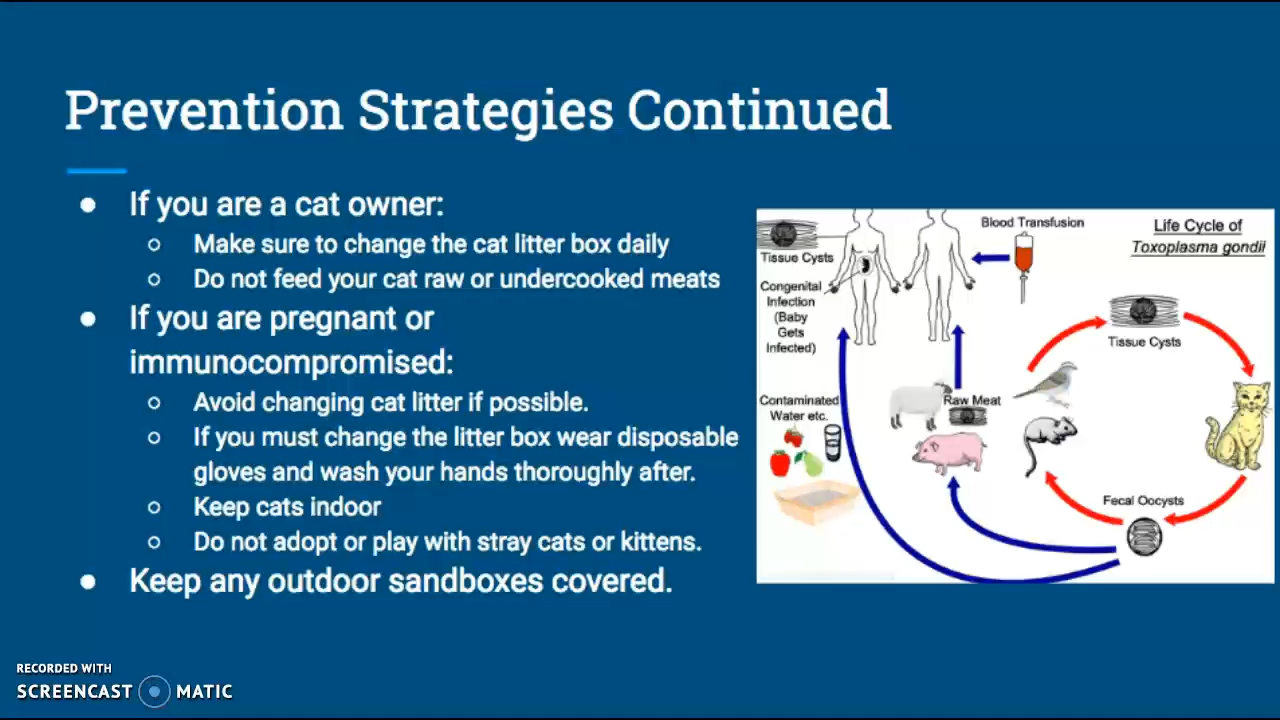 Prevention Strategies Continued
● If you are a cat owner:
○ Make sure to change the cat litter box daily
○ Do not feed your cat raw or undercooked meats
● If you are pregnant or
immunocompromised:
○ Avoid changing cat litter if possible.
○ If you must change the litter box wear disposable
gloves and wash your hands thoroughly after.
○ Keep cats indoor
○ Do not adopt or play with stray cats or kittens.
● Keep any outdoor sandboxes covered.
Blood Transfusion
Life Cycle of
Toxoplasma gondii
Tissue Cysts
Congenital
Infection
(Baby
Gets
Infected)
Tissue Cysts
Contaminated
Water etc.
Raw Meat
Fecal Oocysts
RECORDED WITH
SCREENCAST MATIC